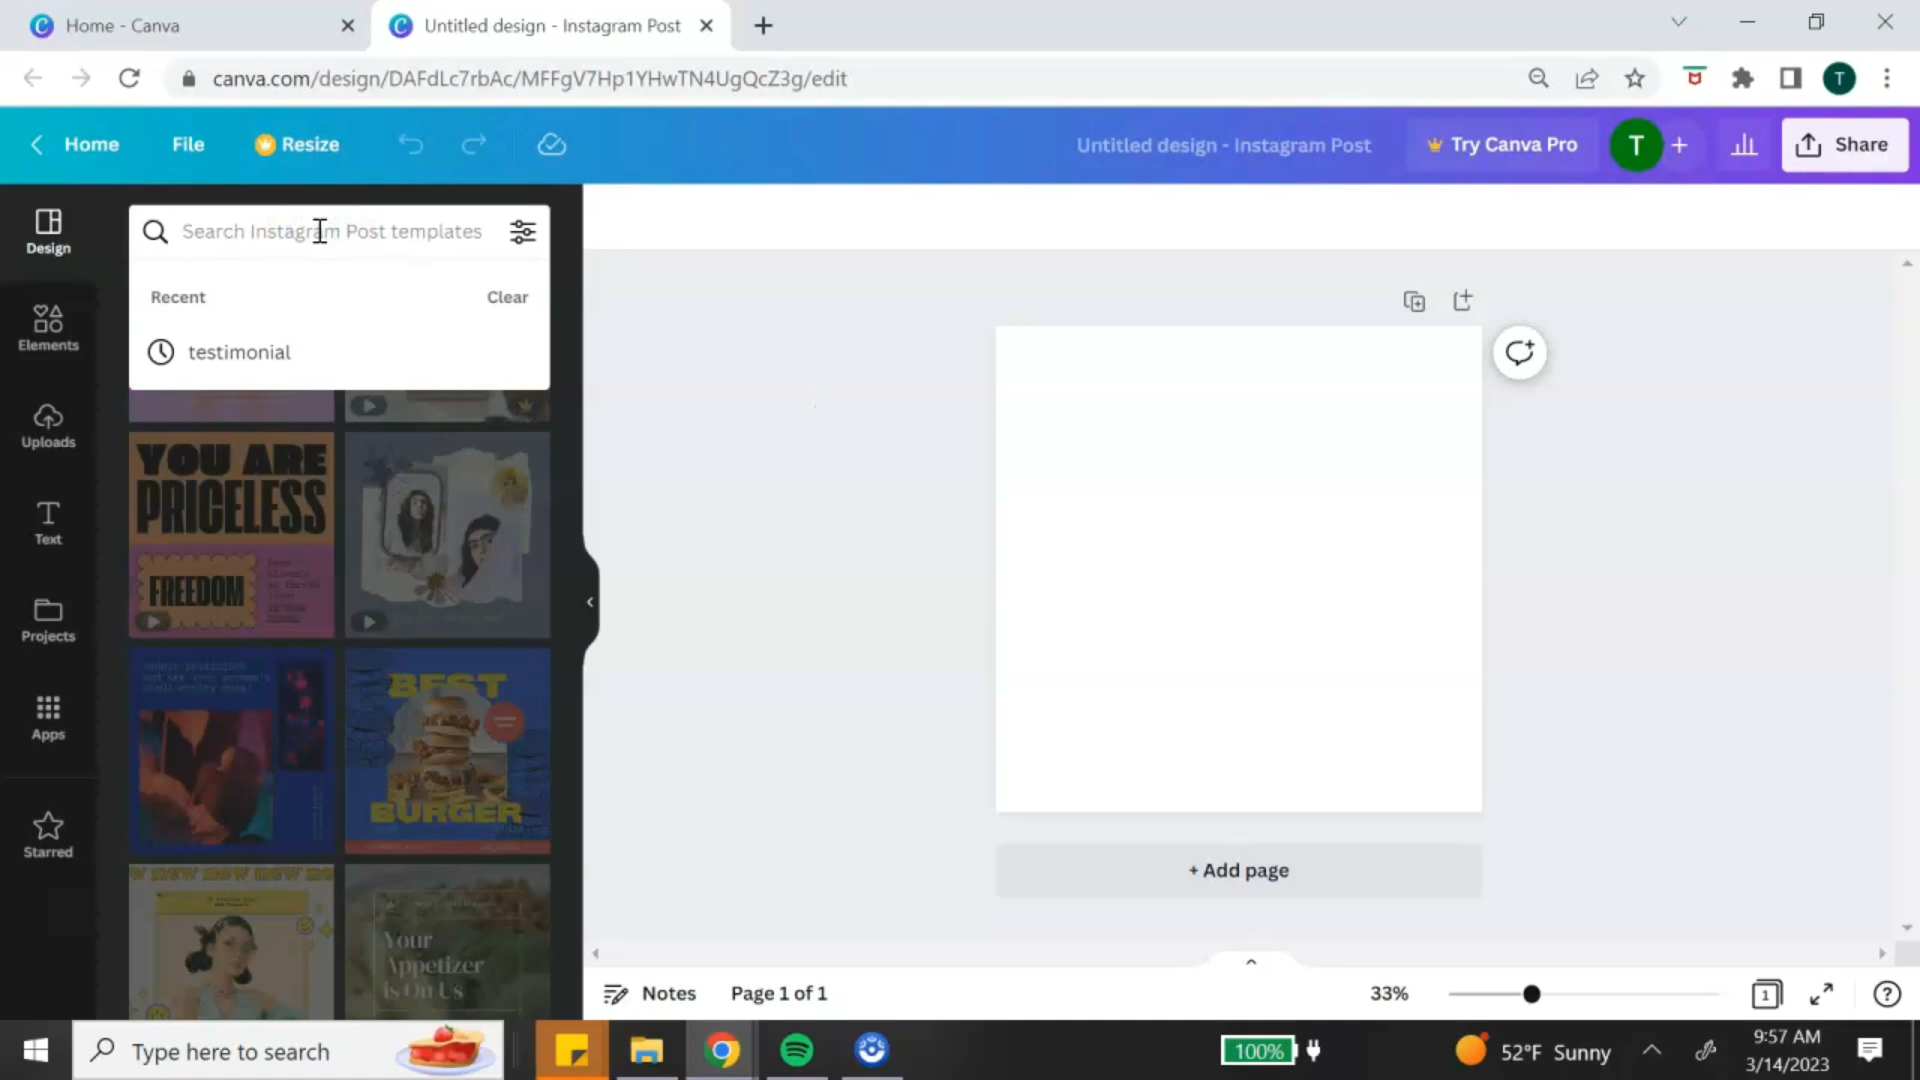 Home - Canva
Untitled design - Instagram Post
canva.com/design/DAFdLc7rbAc/MFFgV7Hp1YHwTN4UgQcZ3g/edit
T
Home
File
Resize
Untitled design - Instagram Post
Try Canva Pro
T
Share
Design
Elements
Uploads
Text
Projects
Apps
Starred
Search Instagram Post templates
Recent
Clear
testimonial
YOU ARE
PRICELESS
FREEDOM
BEST
BURGER
Your
Appetizer
is On Us
+ Add page
Notes
Page 1 of 1
33%
1
Type here to search
100%
52°F Sunny
9:57 AM
3/14/2023